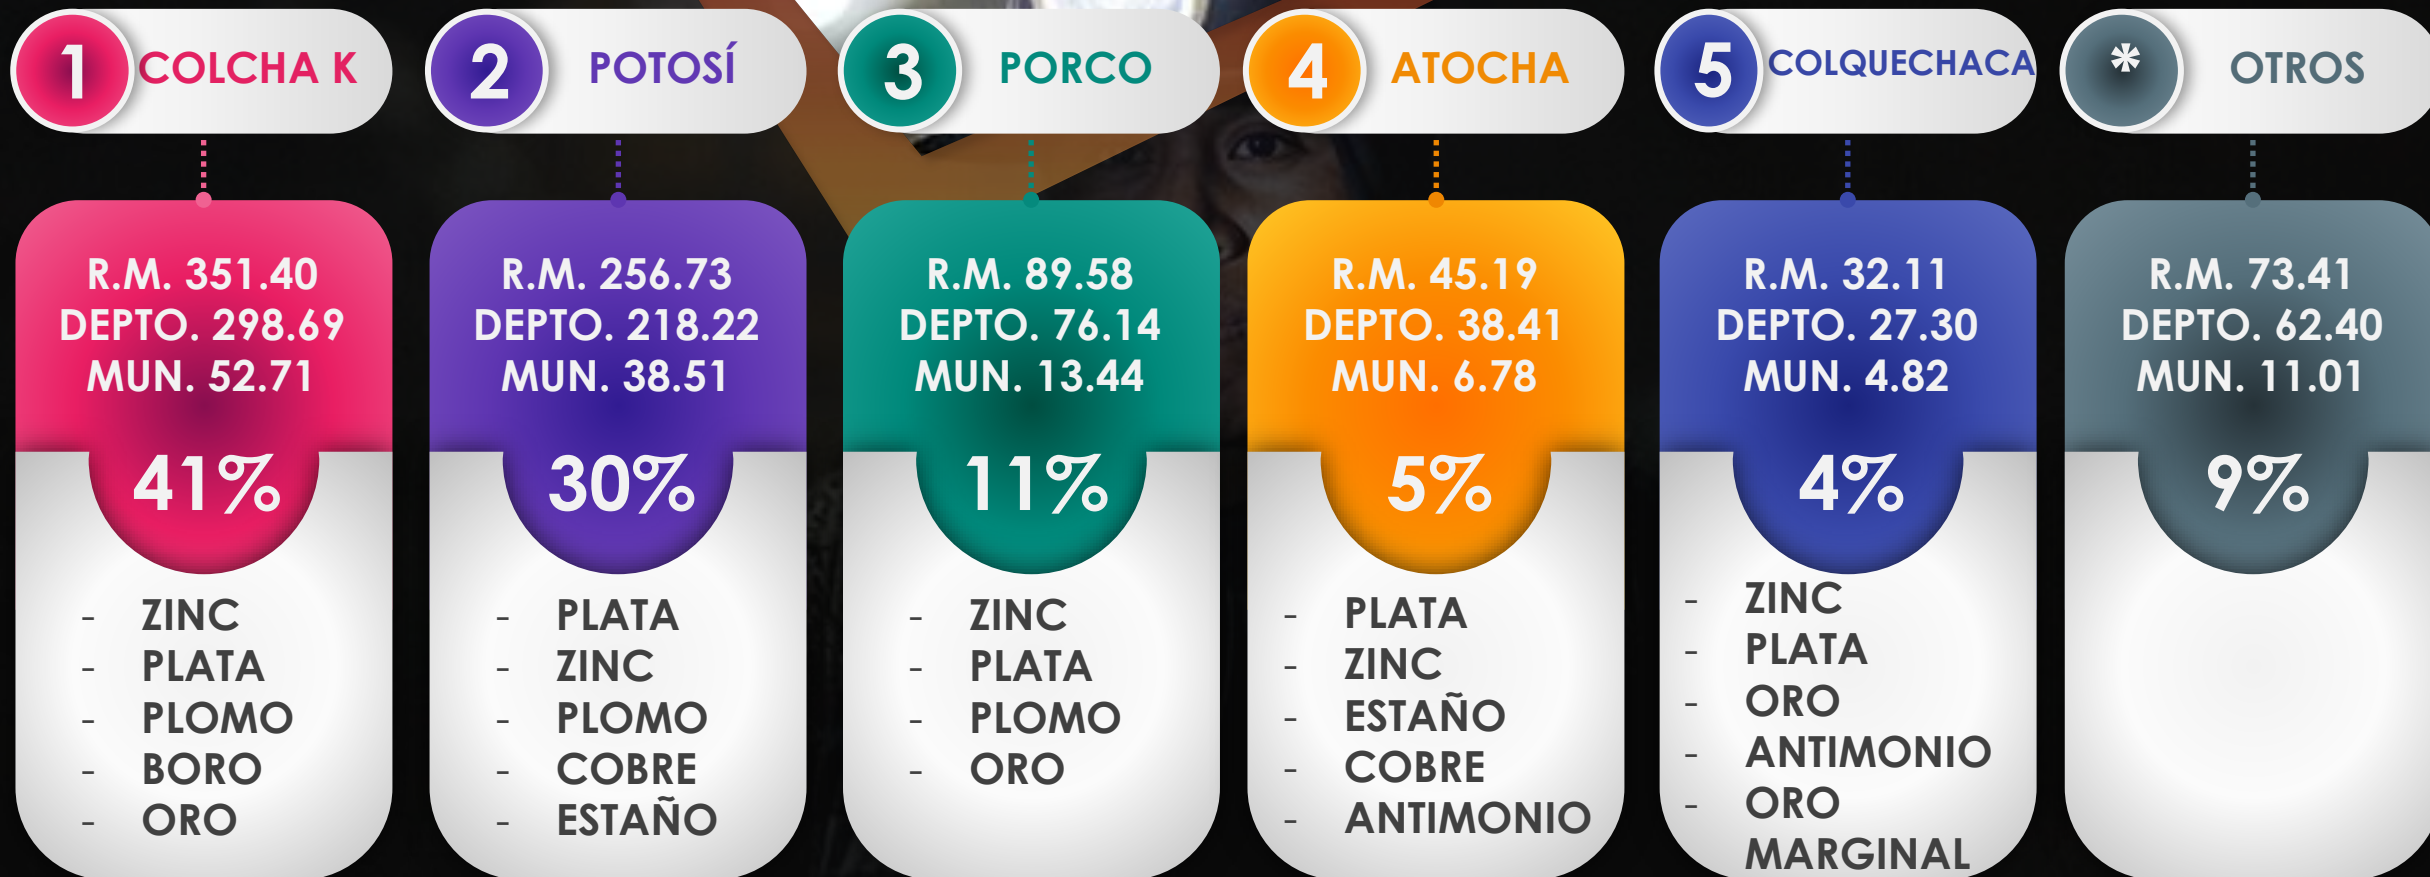 1 COLCHA K
R.M. 351.40
DEPTO. 298.69
MUN. 52.71
41%
- ZINC
- PLATA
- PLOMO
- BORO
- ORO
2 POTOSÍ
R.M. 256.73
DEPTO. 218.22
MUN. 38.51
30%
- PLATA
- ZINC
- PLOMO
- COBRE
- ESTAÑO
3 PORCO
R.M. 89.58
DEPTO. 76.14
MUN. 13.44
11%
- ZINC
- PLATA
- PLOMO
- ORO
4 ATOCHA
R.M. 45.19
DEPTO. 38.41
MUN. 6.78
5%
- PLATA
- ZINC
- ESTAÑO
- COBRE
- ANTIMONIO
5 COLQUECHACA
R.M. 32.11
DEPTO. 27.30
MUN. 4.82
4%
- ZINC
- PLATA
- ORO
- ANTIMONIO
- ORO
MARGINAL
* OTROS
R.M. 73.41
DEPTO. 62.40
MUN. 11.01
9%